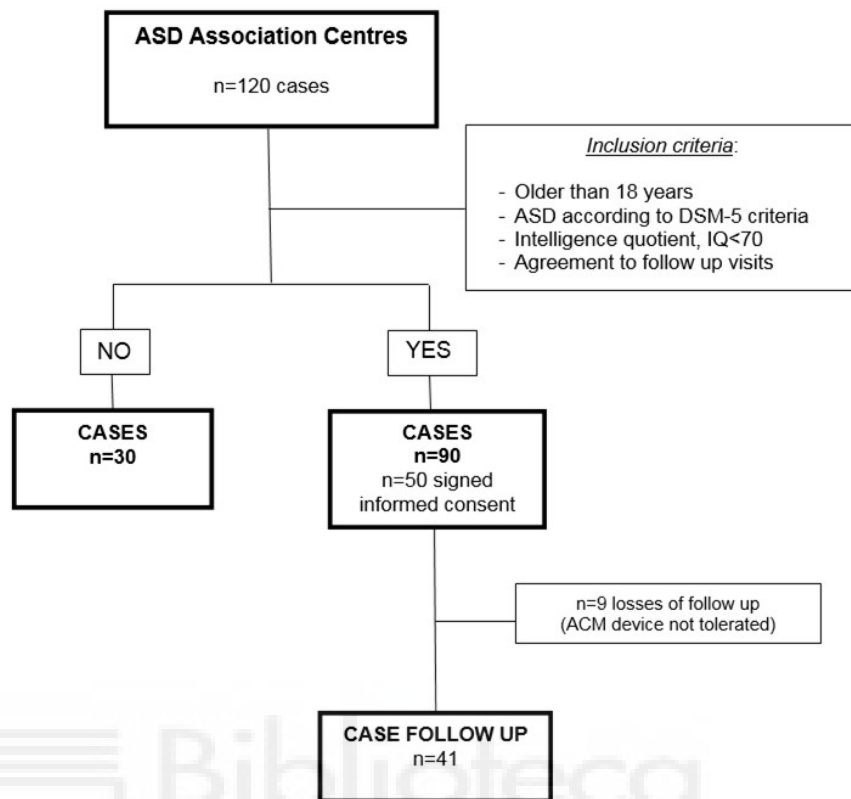 ASD Association Centres
n=120 cases
Inclusion criteria:
- Older than 18 years
- ASD according to DSM-5 criteria
- Intelligence quotient, IQ<70
- Agreement to follow up visits
NO
YES
CASES
n=30
CASES
n=90
n=50 signed
informed consent
n=9 losses of follow up
(ACM device not tolerated)
CASE FOLLOW UP
n=41
Biblioteca